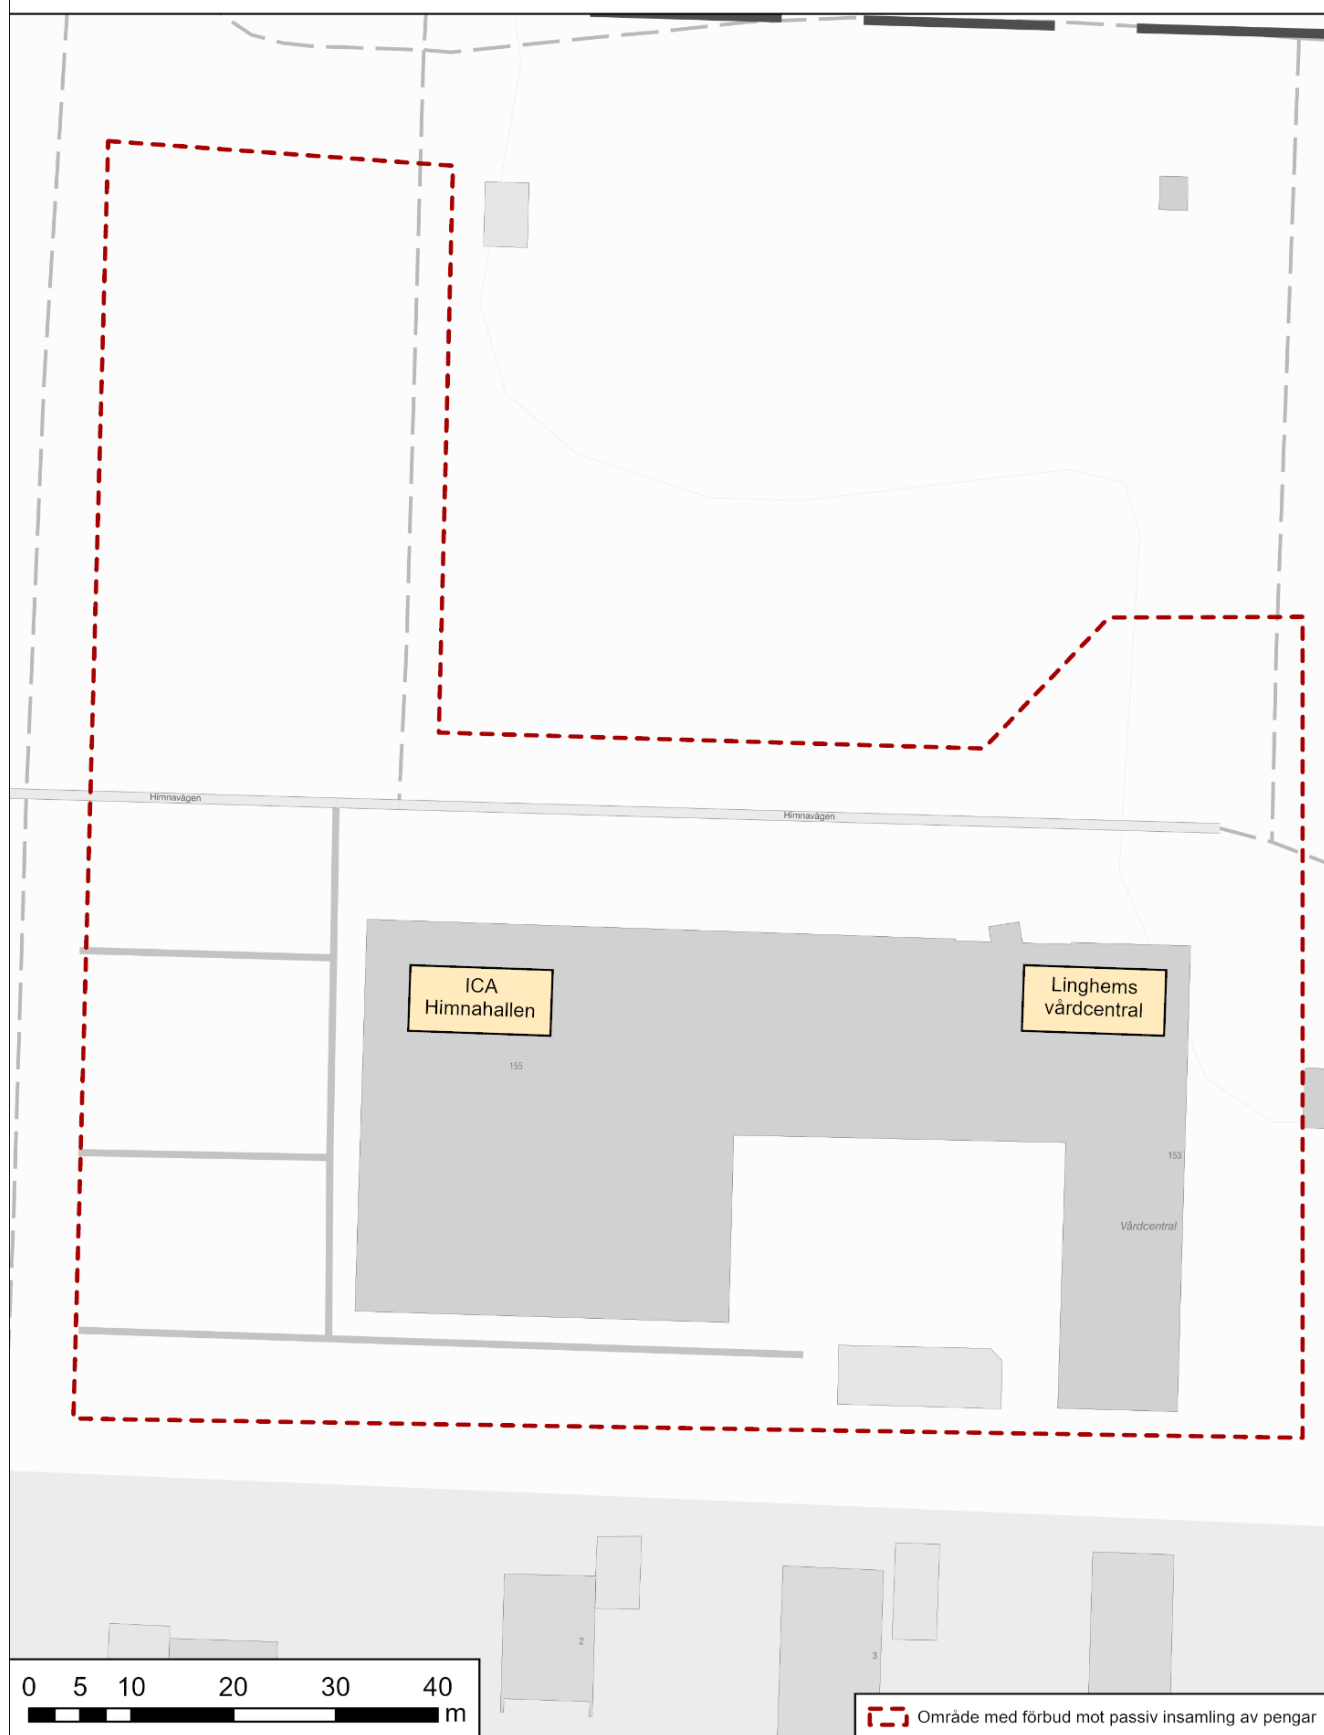 Himnavägen
Himnavägen
ICA
Himnahallen
Linghems
vårdcentral
155
153
Vårdcentral
2
3
0 5 10 20 30 40
m
Område med förbud mot passiv insamling av pengar